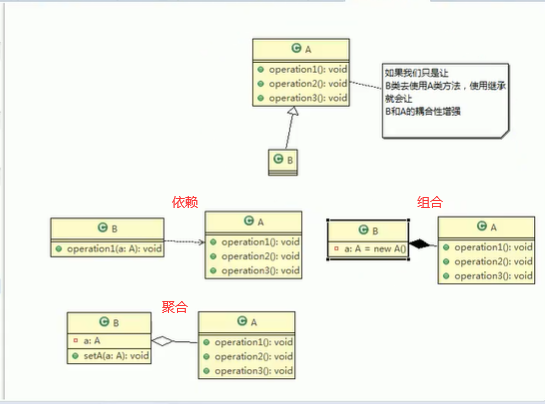 A
operation1(): void
operation2(): void
operation3(): void
如果我们只是让
B类去使用A类方法，使用继承
就会让
B和A的耦合性增强
B
依赖
组合
B
operation1(a: A): void
A
operation1(): void
operation2(): void
operation3(): void
B
a: A = new A()
A
operation1(): void
operation2(): void
operation3(): void
聚合
B
a: A
setA(a: A): void
A
operation1(): void
operation2(): void
operation3(): void